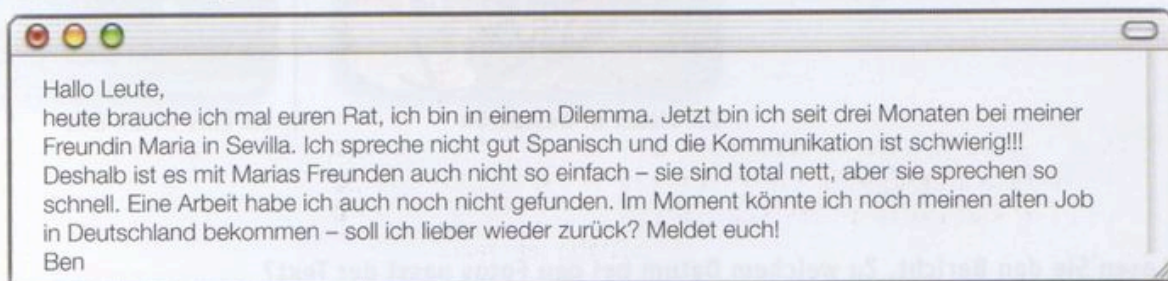 Hallo Leute,
heute brauche ich mal euren Rat, ich bin in einem Dilemma. Jetzt bin ich seit drei Monaten bei meiner
Freundin Maria in Sevilla. Ich spreche nicht gut Spanisch und die Kommunikation ist schwierig!!!
Deshalb ist es mit Marias Freunden auch nicht so einfach – sie sind total nett, aber sie sprechen so
schnell. Eine Arbeit habe ich auch noch nicht gefunden. Im Moment könnte ich noch meinen alten Job
in Deutschland bekommen – soll ich lieber wieder zurück? Meldet euch!
Ben